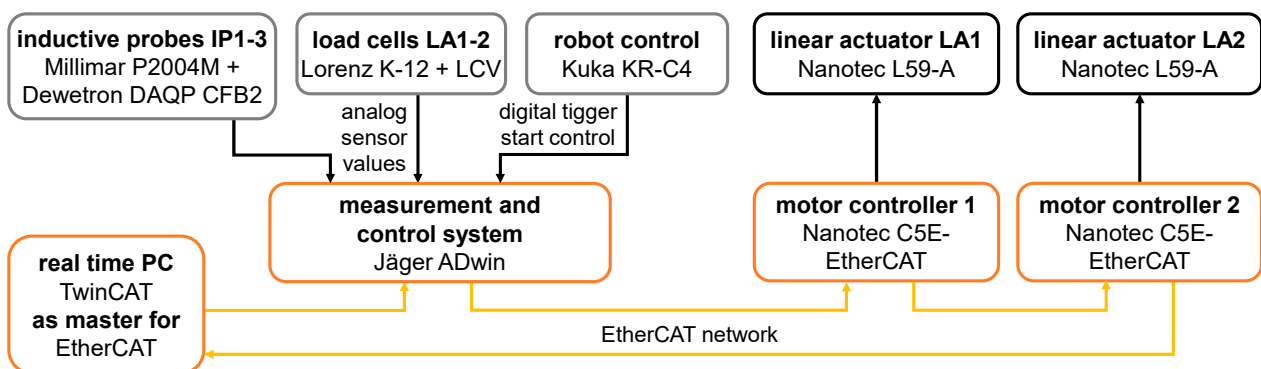 inductive probes IP1-3
Millimar P2004M +
Dewetron DAQP CFB2
load cells LA1-2
Lorenz K-12 + LCV
robot control
Kuka KR-C4
linear actuator LA1
Nanotec L59-A
linear actuator LA2
Nanotec L59-A
analog
sensor
values
digital tigger
start control
measurement and
control system
Jäger ADwin
motor controller 1
Nanotec C5E-
EtherCAT
motor controller 2
Nanotec C5E-
EtherCAT
real time PC
TwinCAT
as master for
EtherCAT
EtherCAT network